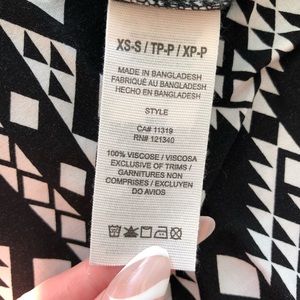 XS-S / TP-P / XP-P
MADE IN BANGLADESH
FABRIQUÉ AU BANGLADESH
HECHO EN BANGLADESH
STYLE
CA# 11319
RN# 121340
100% VISCOSE / VISCOSA
EXCLUSIVE OF TRIMS /
GARNITURES NON
COMPRISES / EXCLUYEN
DO AVIOS